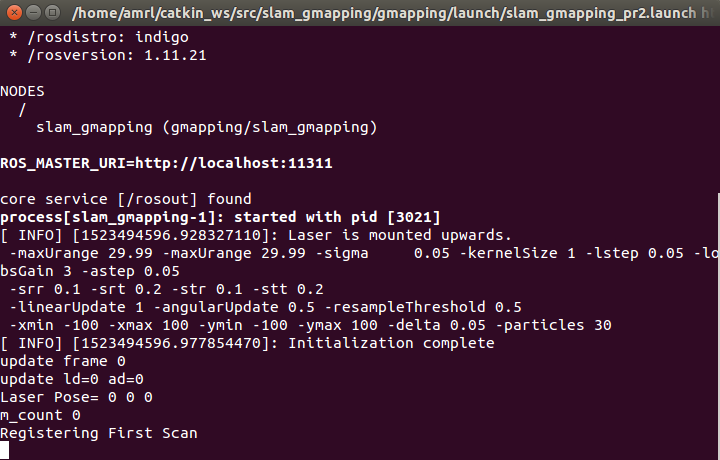 /home/amrl/catkin_ws/src/slam_gmapping/gmapping/launch/slam_gmapping_pr2.launch
 * /rosdistro: indigo
 * /rosversion: 1.11.21
NODES
  /
    slam_gmapping (gmapping/slam_gmapping)
ROS_MASTER_URI=http://localhost:11311
core service [/rosout] found
process[slam_gmapping-1]: started with pid [3021]
[ INFO] [1523494596.928327110]: Laser is mounted upwards.
 -maxUrange 29.99 -maxUrange 29.99 -sigma     0.05 -kernelSize 1 -lstep 0.05 -lo
bsGain 3 -astep 0.05
 -srr 0.1 -srt 0.2 -str 0.1 -stt 0.2
 -linearUpdate 1 -angularUpdate 0.5 -resampleThreshold 0.5
 -xmin -100 -xmax 100 -ymin -100 -ymax 100 -delta 0.05 -particles 30
[ INFO] [1523494596.977854470]: Initialization complete
update frame 0
update ld=0 ad=0
Laser Pose= 0 0 0
m_count 0
Registering First Scan